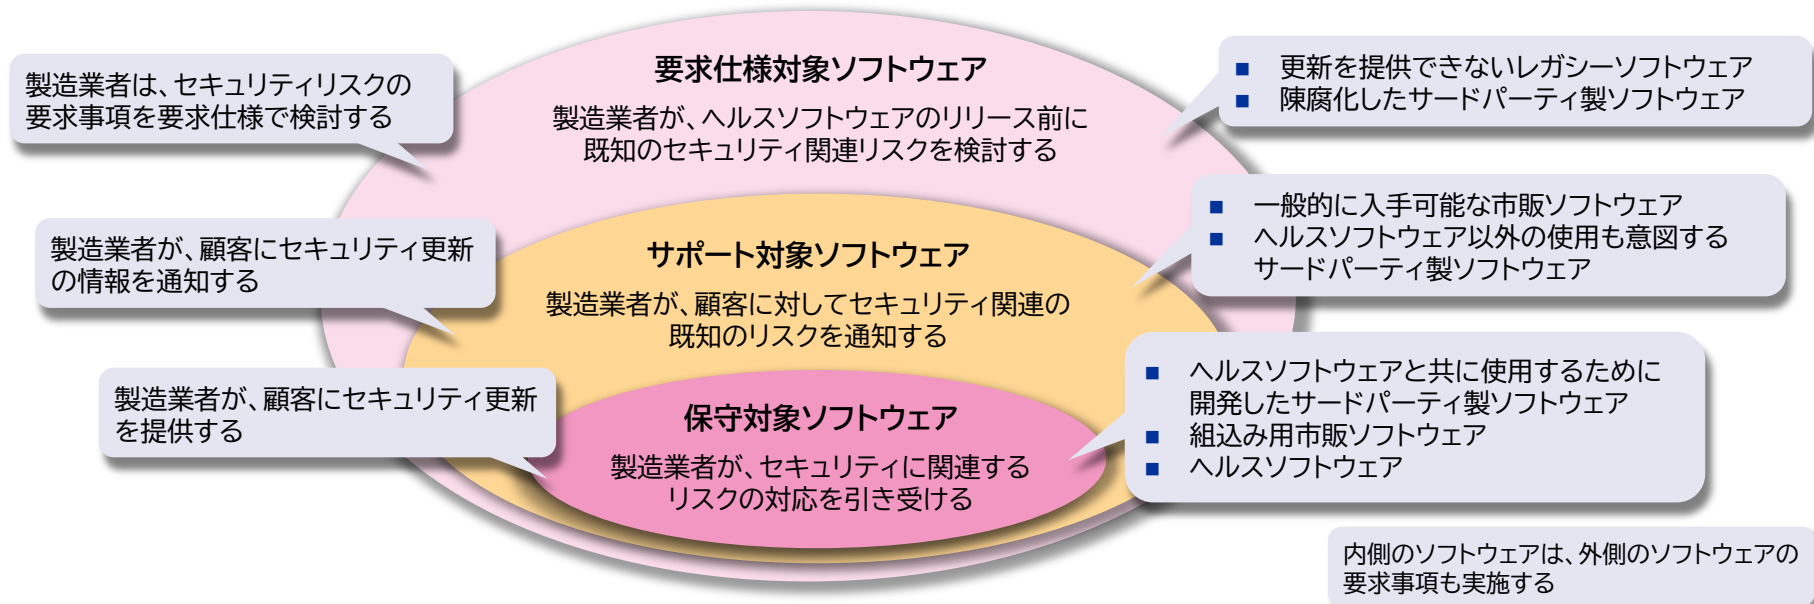 要求仕様対象ソフトウェア
製造業者が、ヘルスソフトウェアのリリース前に
既知のセキュリティ関連リスクを検討する
製造業者は、セキュリティリスクの
要求事項を要求仕様で検討する
■ 更新を提供できないレガシーソフトウェア
■ 陳腐化したサードパーティ製ソフトウェア
サポート対象ソフトウェア
製造業者が、顧客に対してセキュリティ関連の
既知のリスクを通知する
製造業者が、顧客にセキュリティ更新
の情報を通知する
■ 一般的に入手可能な市販ソフトウェア
■ ヘルスソフトウェア以外の使用も意図する
サードパーティ製ソフトウェア
保守対象ソフトウェア
製造業者が、セキュリティに関連する
リスクの対応を引き受ける
製造業者が、顧客にセキュリティ更新
を提供する
■ ヘルスソフトウェアと共に使用するために
開発したサードパーティ製ソフトウェア
■ 組込み用市販ソフトウェア
■ ヘルスソフトウェア
内側のソフトウェアは、外側のソフトウェアの
要求事項も実施する